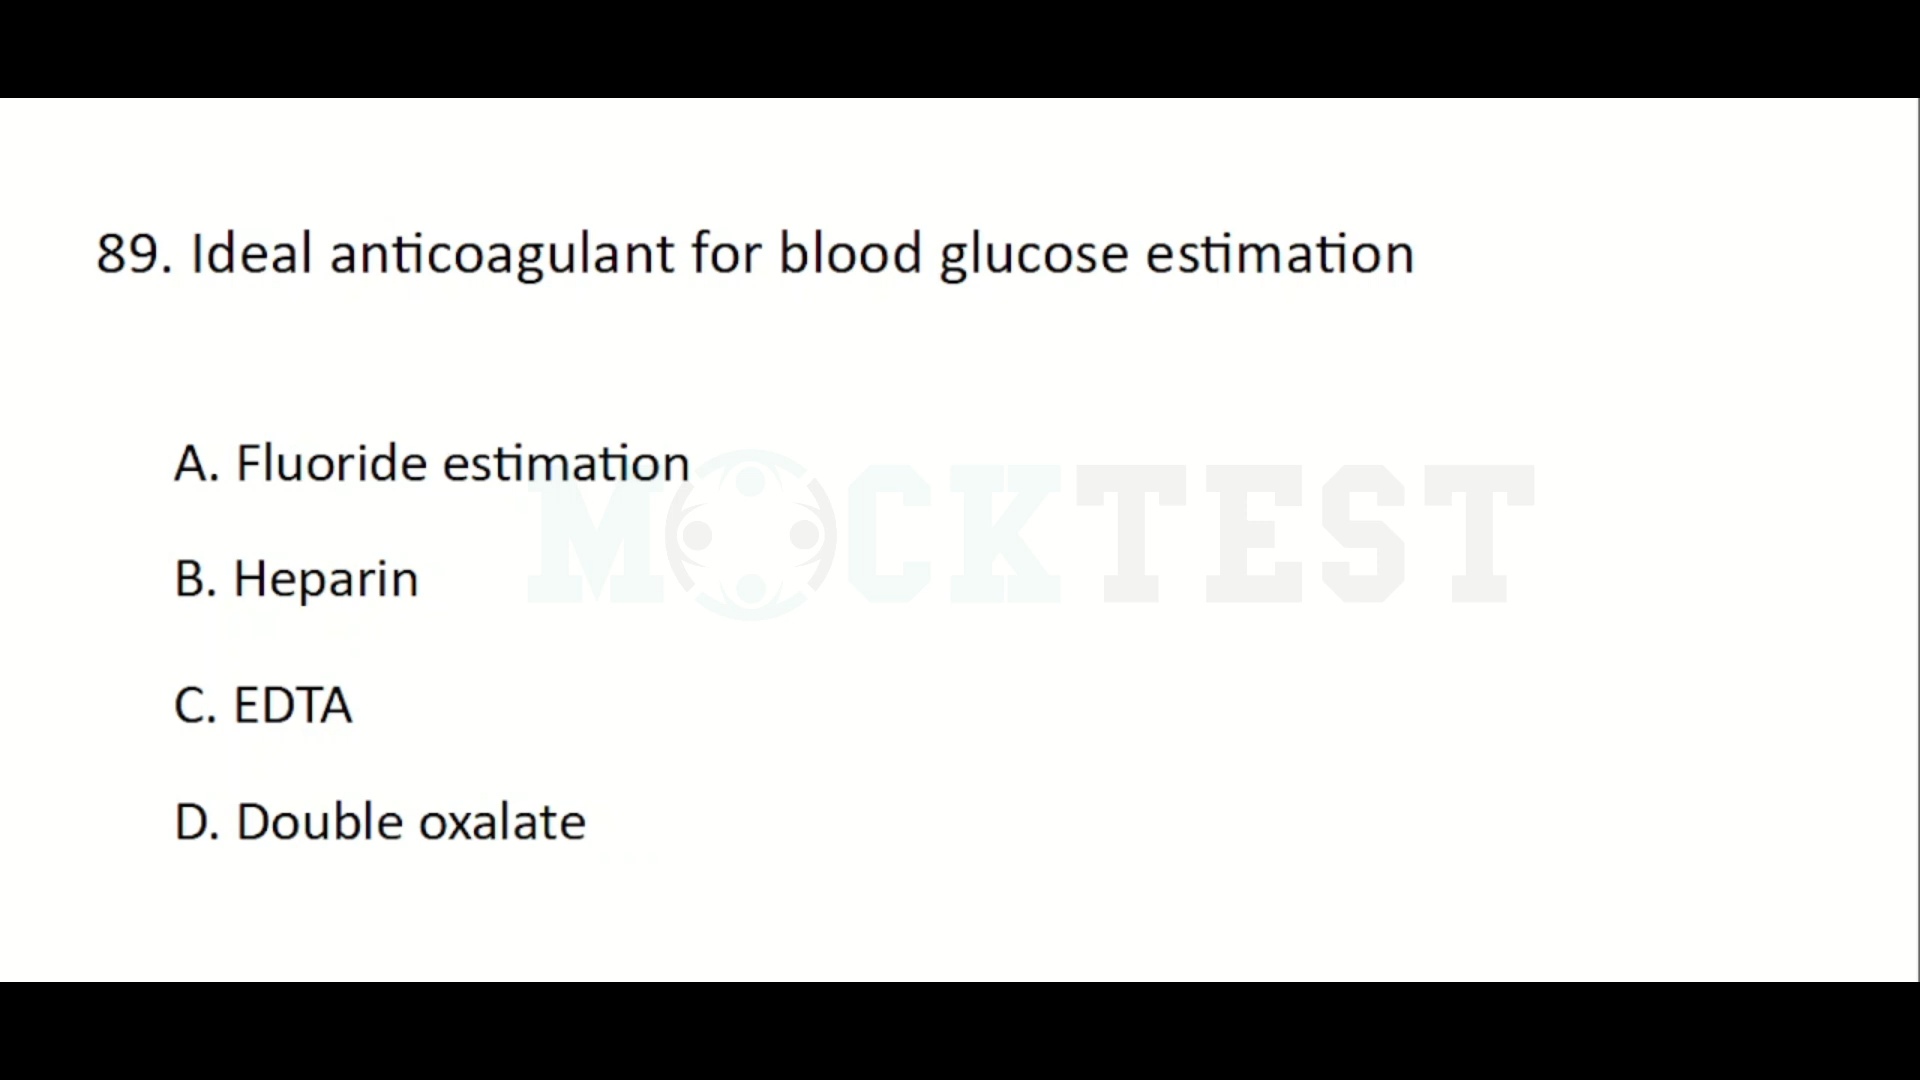 89. Ideal anticoagulant for blood glucose estimation
A. Fluoride estimation
MOCKTEST
B. Heparin
C. EDTA
D. Double oxalate